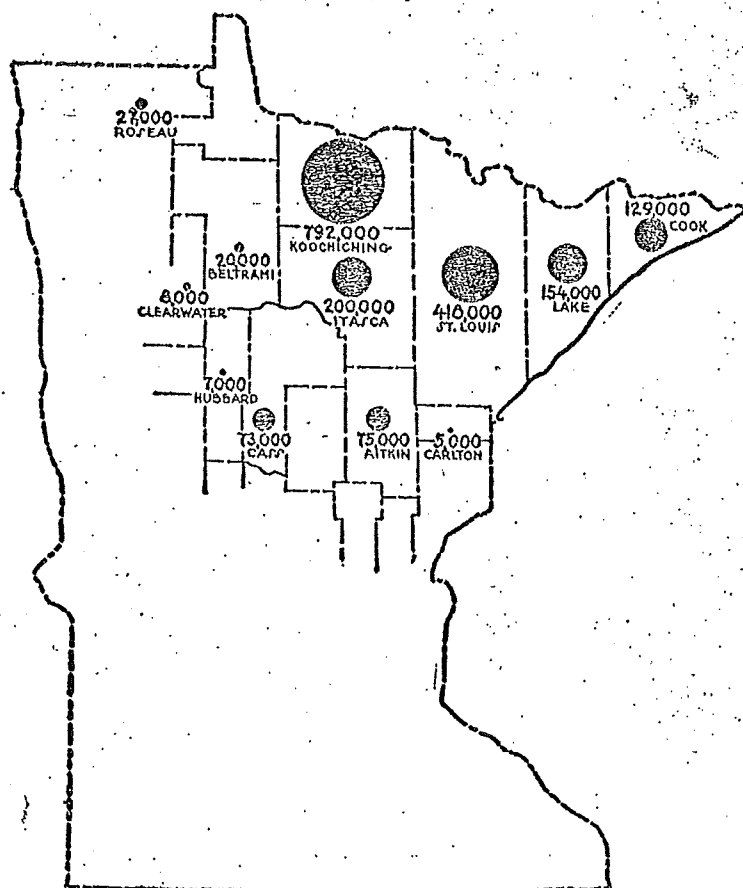 27,000
ROSEAU
792,000
KOOCHICHING
129,000
COOK
20,000
BELTRAMI
8,000
CLEARWATER
200,000
ITASCA
418,000
ST. LOUIS
154,000
LAKE
7,000
HUBBARD
73,000
CASS
75,000
AITKIN
5,000
CARLTON